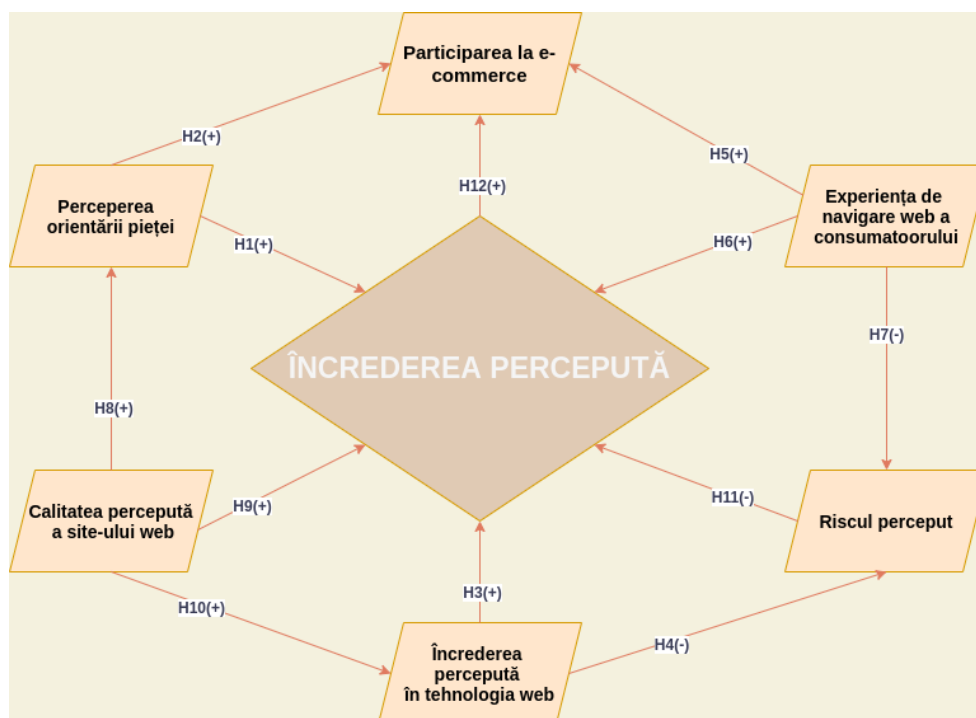 Participarea la e-
commerce
H2(+)
H5(+)
H12(+)
Perceperea
orientării pieței
Experiența de
navigare web a
consumatoorului
H1(+)
H6(+)
H7(-)
ÎNCREDEREA PERCEPUTĂ
H8(+)
H9(+)
H11(-)
Calitatea percepută
a site-ului web
Riscul perceput
H3(+)
H10(+)
H4(-)
Încrederea
percepută
în tehnologia web